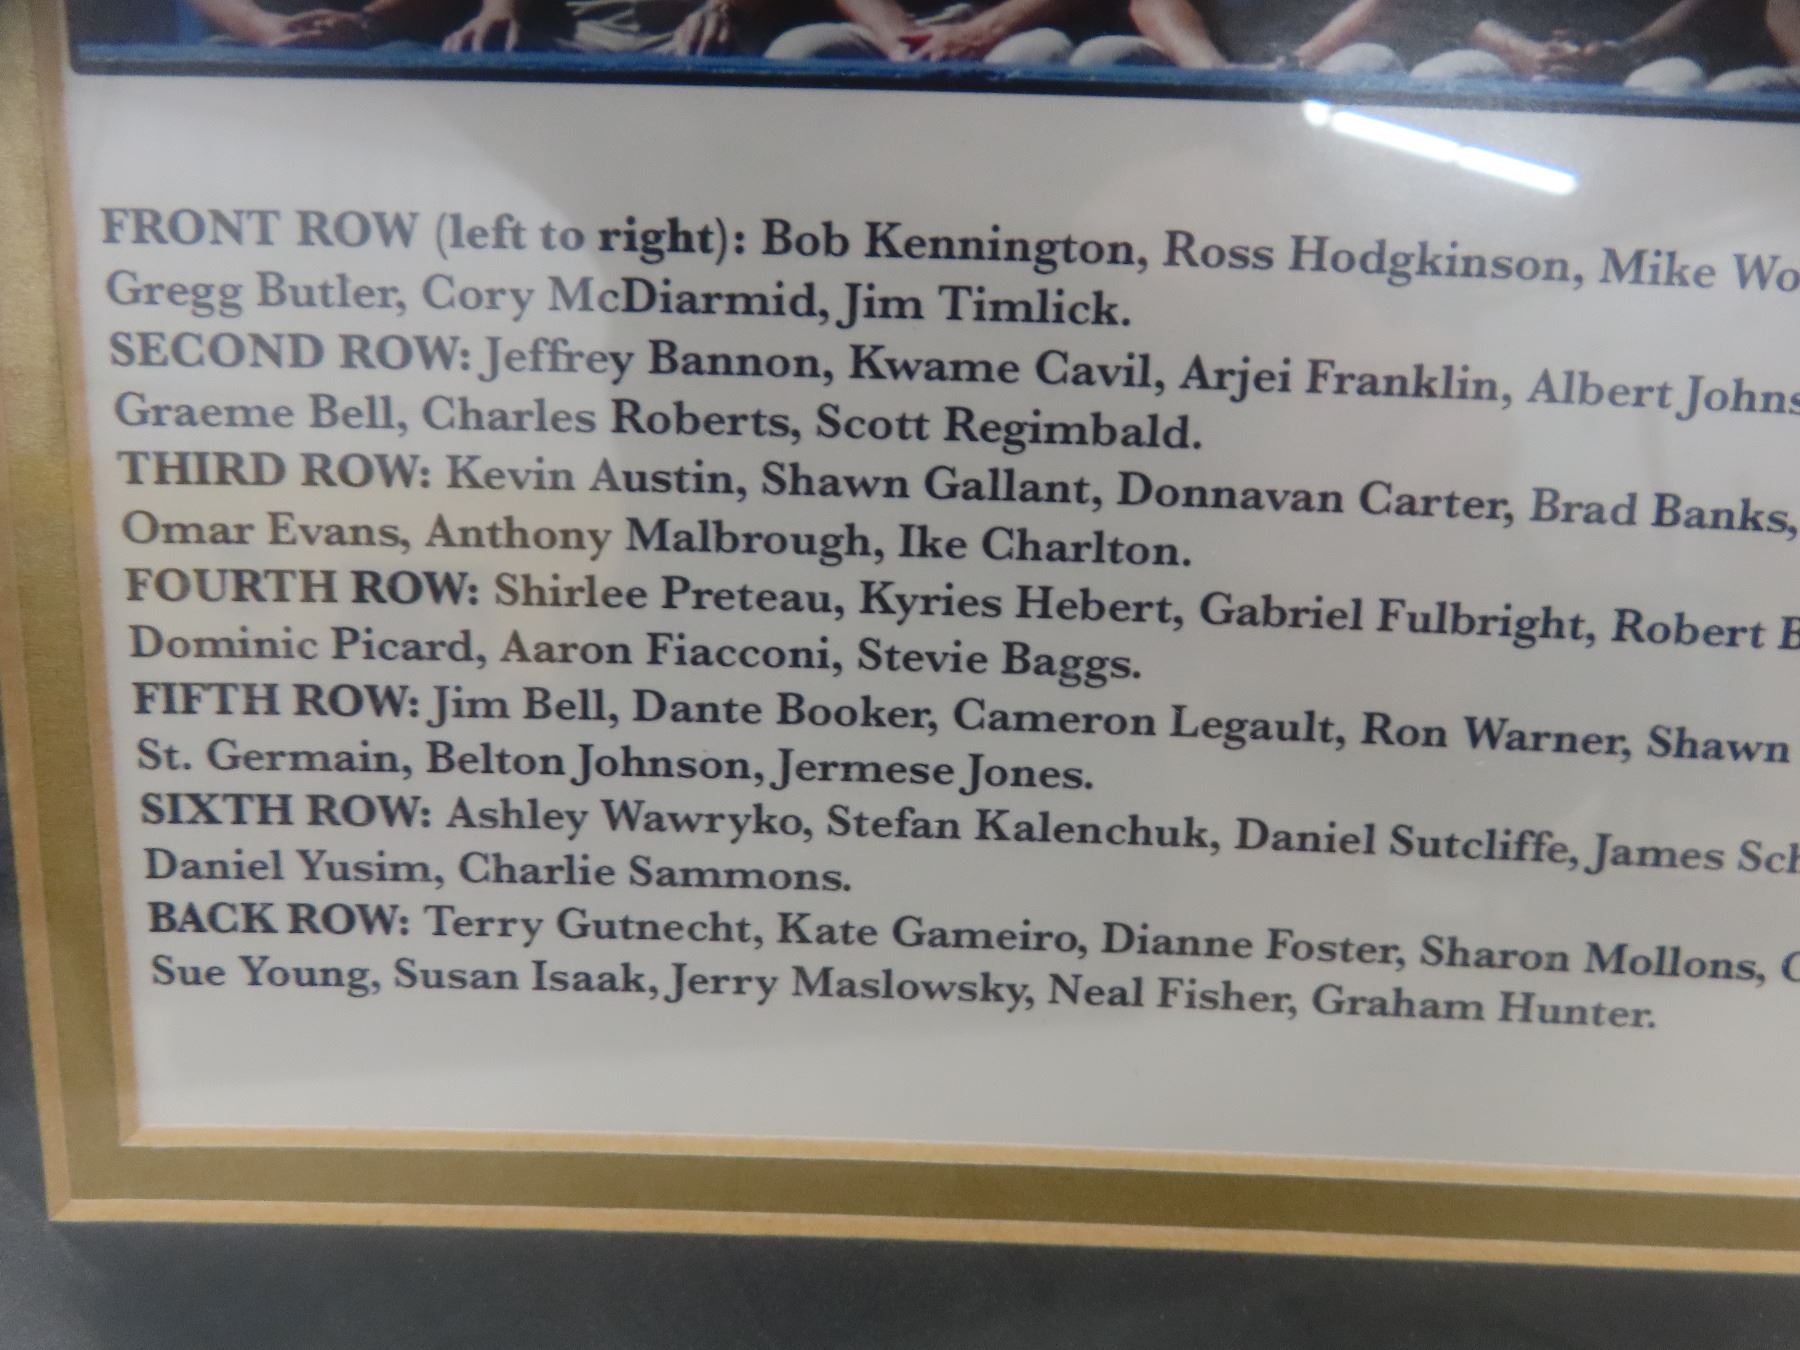 FRONT ROW (left to right): Bob Kennington, Ross Hodgkinson, Mike
Gregg Butler, Cory McDiarmid, Jim Timlick.
SECOND ROW: Jeffrey Bannon, Kwame Cavil, Arjei Franklin, Albert
Graeme Bell, Charles Roberts, Scott Regimbald.
THIRD ROW: Kevin Austin, Shawn Gallant, Donnavan Carter, Brad Banks,
Omar Evans, Anthony Malbrough, Ike Charlton.
FOURTH ROW: Shirlee Preteau, Kyries Hebert, Gabriel Fulbright, Robert
Dominic Picard, Aaron Fiacconi, Stevie Baggs.
FIFTH ROW: Jim Bell, Dante Booker, Cameron Legault, Ron Warner, Shawn
St. Germain, Belton Johnson, Jermese Jones.
SIXTH ROW: Ashley Wawryko, Stefan Kalenchuk, Daniel Sutcliffe, James
Daniel Yusim, Charlie Sammons.
BACK ROW: Terry Gutnecht, Kate Gameiro, Dianne Foster, Sharon Mollons,
Sue Young, Susan Isaak, Jerry Maslowsky, Neal Fisher, Graham Hunter.